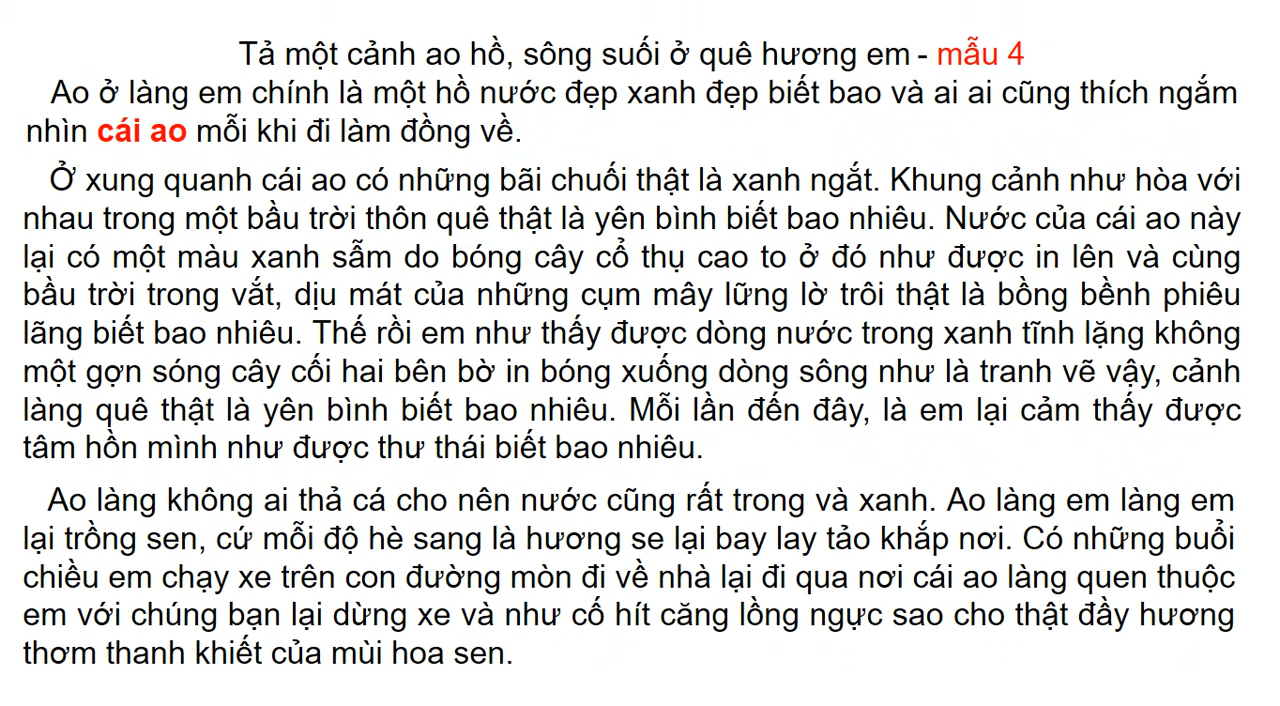 Tả một cảnh ao hồ, sông suối ở quê hương em - mẫu 4
Ao ở làng em chính là một hồ nước đẹp xanh đẹp biết bao và ai ai cũng thích ngắm
nhìn cái ao mỗi khi đi làm đồng về.
Ở xung quanh cái ao có những bãi chuối thật là xanh ngắt. Khung cảnh như hòa với
nhau trong một bầu trời thôn quê thật là yên bình biết bao nhiêu. Nước của cái ao này
lại có một màu xanh sẫm do bóng cây cổ thụ cao to ở đó như được in lên và cùng
bầu trời trong vắt, dịu mát của những cụm mây lững lờ trôi thật là bồng bềnh phiêu
lãng biết bao nhiêu. Thế rồi em như thấy được dòng nước trong xanh tĩnh lặng không
một gợn sóng cây cối hai bên bờ in bóng xuống dòng sông như là tranh vẽ vậy, cảnh
làng quê thật là yên bình biết bao nhiêu. Mỗi lần đến đây, là em lại cảm thấy được
tâm hồn mình như được thư thái biết bao nhiêu.
Ao làng không ai thả cá cho nên nước cũng rất trong và xanh. Ao làng em làng em
lại trồng sen, cứ mỗi độ hè sang là hương se lại bay lay tảo khắp nơi. Có những buổi
chiều em chạy xe trên con đường mòn đi về nhà lại đi qua nơi cái ao làng quen thuộc
em với chúng bạn lại dừng xe và như cố hít căng lồng ngực sao cho thật đầy hương
thơm thanh khiết của mùi hoa sen.